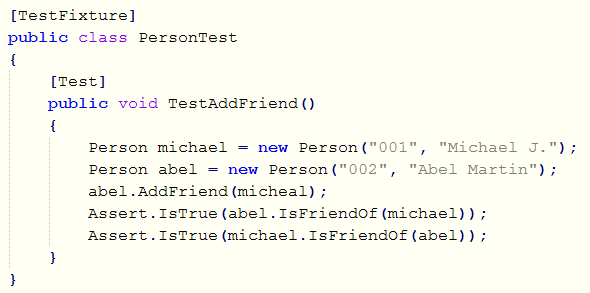 [TestFixture]
public class PersonTest
{
[Test]
public void TestAddFriend()
{
Person michael = new Person("001", "Michael J.");
Person abel = new Person("002", "Abel Martin");
abel.AddFriend(micheal);
Assert.IsTrue(abel.IsFriendOf(michael));
Assert.IsTrue(michael.IsFriendOf(abel));
}
}